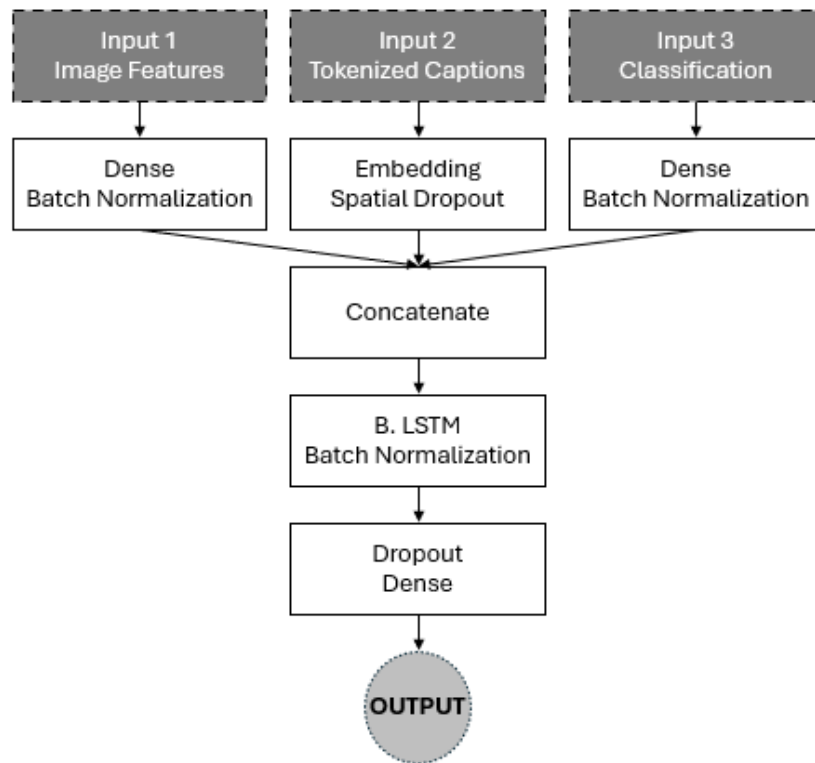 Input 1
Image Features
Input 2
Tokenized Captions
Input 3
Classification
Dense
Batch Normalization
Embedding
Spatial Dropout
Dense
Batch Normalization
Concatenate
B. LSTM
Batch Normalization
Dropout
Dense
OUTPUT